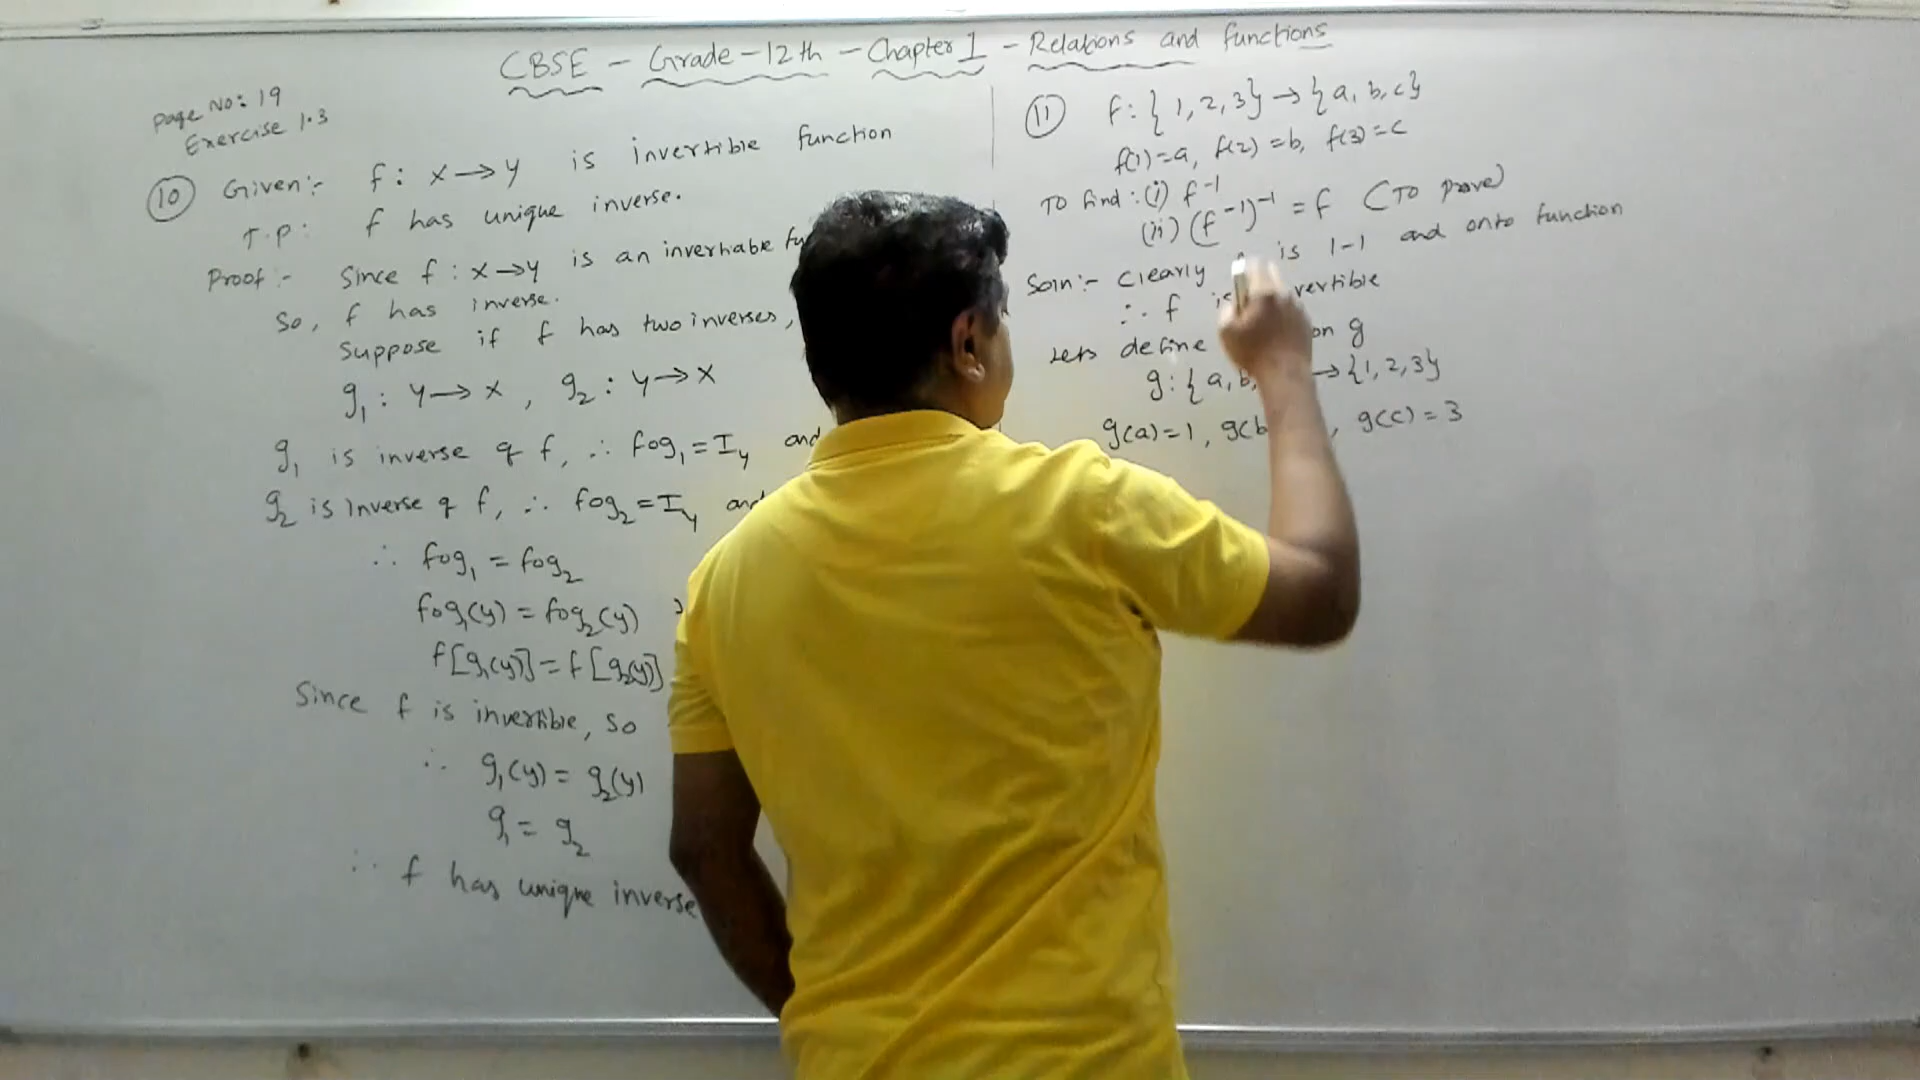 CBSE - Grade-12th - Chapter 1 - Relations and functions
Page No: 19
Exercise 1.3
(10) Given:- f: x→y is invertible function
T.P: f has unique inverse.
Proof:- Since f: x→y is an invertiable
So, f has inverse.
Suppose if f has two inverses,
g₁: y→x, g₂: y→x
g₁ is inverse of f, ∴ fog₁ = I_y and
g₂ is inverse of f, ∴ fog₂ = I_y and
∴ fog₁ = fog₂
fog₁(y) = fog₂(y)
f[g₁(y)] = f[g₂(y)]
Since f is invertible, so
∴ g₁(y) = g₂(y)
g₁ = g₂
∴ f has unique inverse
(11) f: {1, 2, 3} → {a, b, c}
f(1)=a, f(2)=b, f(3)=c
To find: (i) f⁻¹
(ii) (f⁻¹)⁻¹ = f (To prove)
Soln:- Clearly is 1-1 and onto function
∴ f vertible
Lets define on g
g: {a, b, → {1, 2, 3}
g(a)=1, g(b , g(c)=3